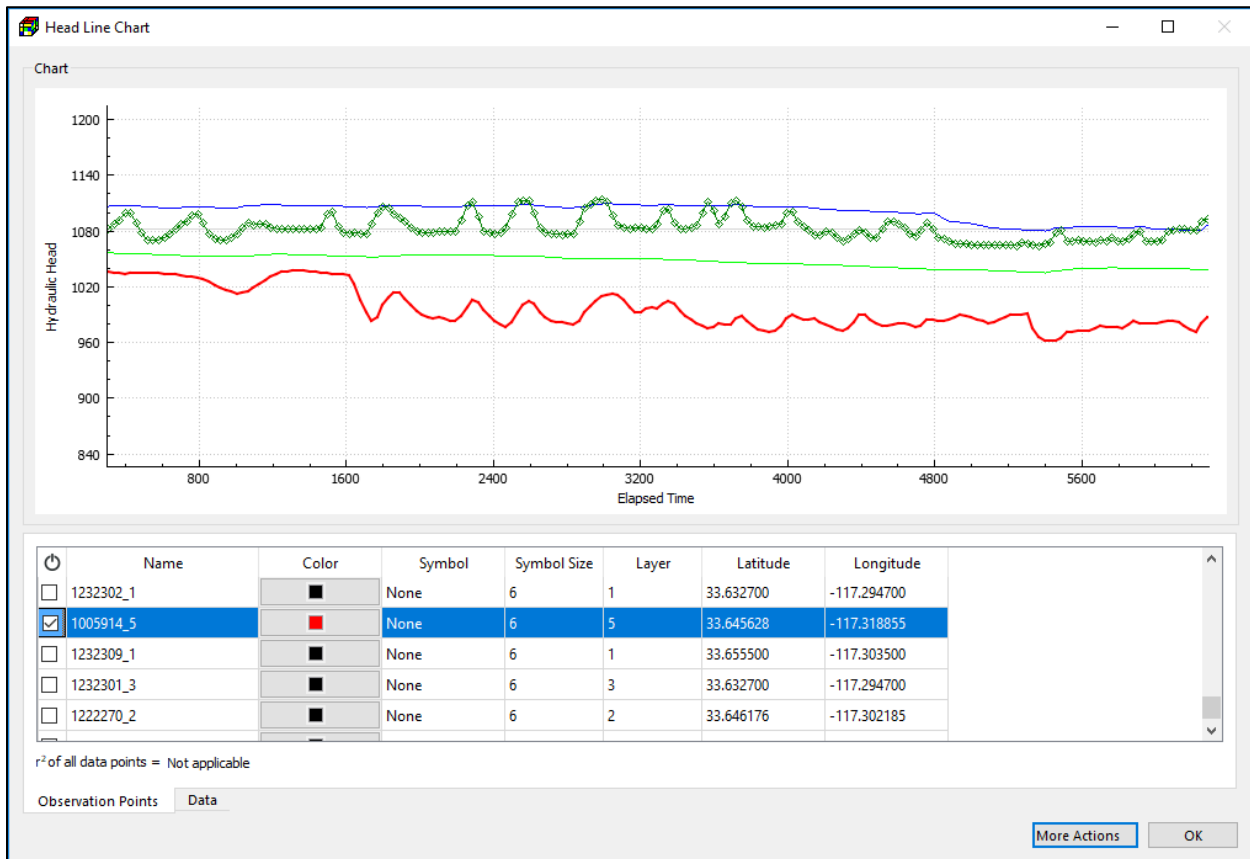 Head Line Chart
Chart
1200
1140
1080
1020
960
900
840
Hydraulic Head
800 1600 2400 3200 4000 4800 5600
Elapsed Time
Name Color Symbol Symbol Size Layer Latitude Longitude
1232302_1 None 6 1 33.632700 -117.294700
1005914_5 None 6 5 33.645628 -117.318855
1232309_1 None 6 1 33.655500 -117.303500
1232301_3 None 6 3 33.632700 -117.294700
1222270_2 None 6 2 33.646176 -117.302185
r² of all data points = Not applicable
Observation Points Data
More Actions OK